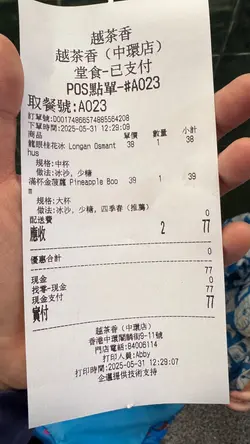 越茶香
越茶香（中環店）
堂食-已支付
POS點單-#A023
取餐號:A023
訂單號:D00174866574885564208
下單時間:2025-05-31 12:29:09
商品 單價 數量 小計
龍眼桂花冰 Longan Osmant 38 1 38
hus
規格:中杯
做法:冰沙, 少糖
滿杯金菠蘿 Pineapple Boo 39 1 39
m
規格:大杯
做法:冰沙, 少糖, 四季春（推薦）
配送費 0
應收 2 77
優惠合計 0
現金 77
找零-現金 0
現金支付 77
實付 77
越茶香（中環店）
香港中環閣麟街9-11號
門店電話:84006114
打印人員:Abby
打印時間:2025-05-31 12:29:07
企邁提供技術支持